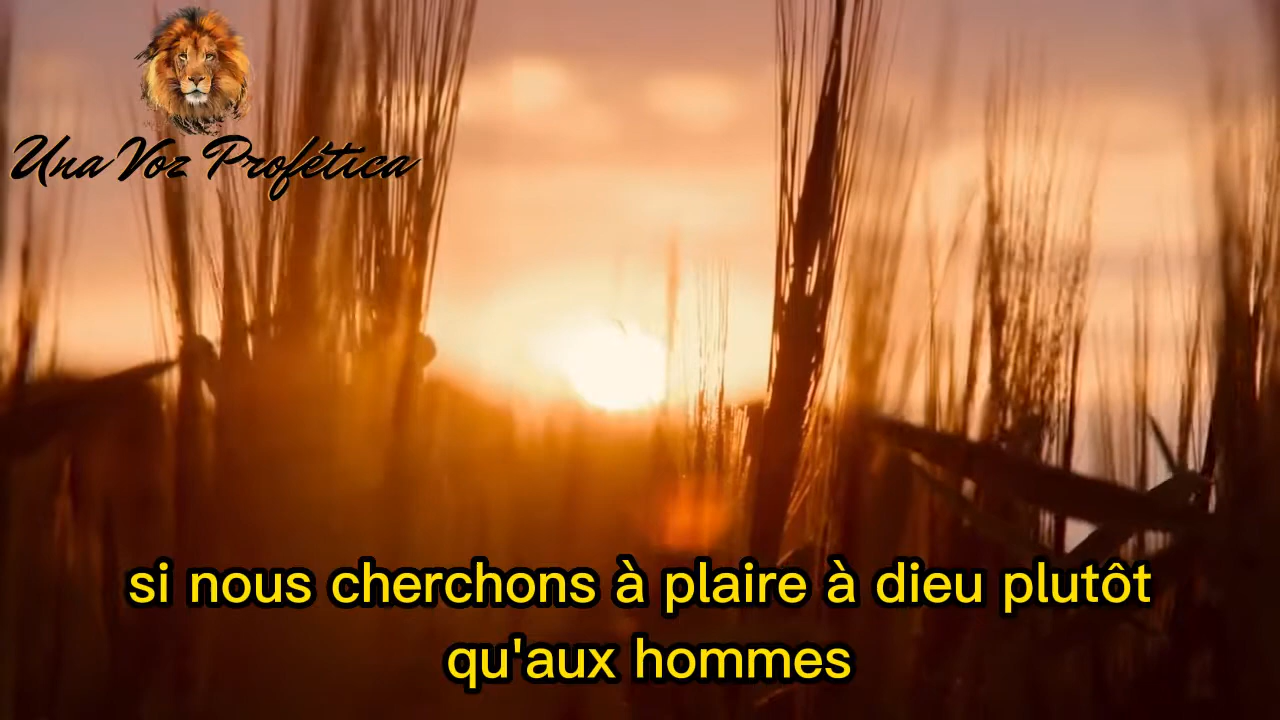 Una Voz Profética
si nous cherchons à plaire à dieu plutôt
qu'aux hommes